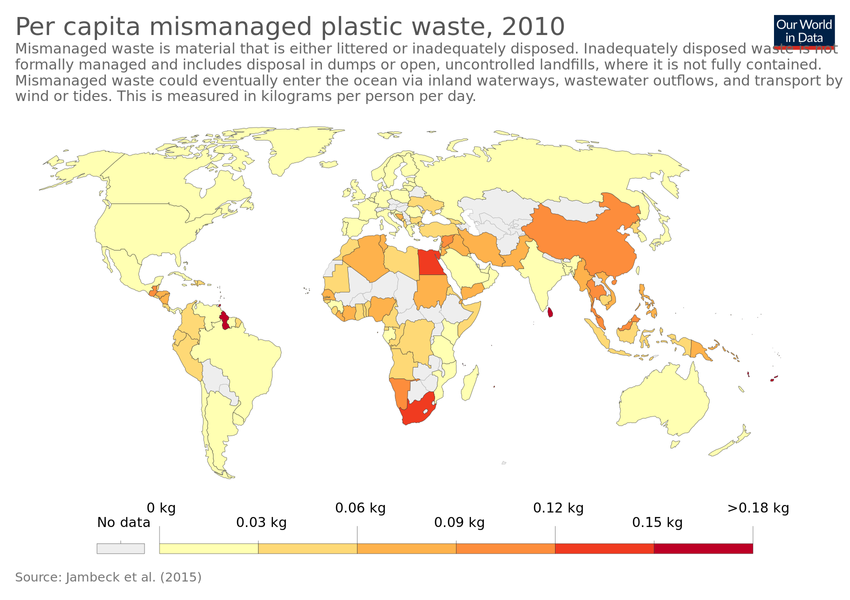 Per capita mismanaged plastic waste, 2010
Our World
in Data
Mismanaged waste is material that is either littered or inadequately disposed. Inadequately disposed waste is not
formally managed and includes disposal in dumps or open, uncontrolled landfills, where it is not fully contained.
Mismanaged waste could eventually enter the ocean via inland waterways, wastewater outflows, and transport by
wind or tides. This is measured in kilograms per person per day.
0 kg 0.06 kg 0.12 kg >0.18 kg
No data 0.03 kg 0.09 kg 0.15 kg
Source: Jambeck et al. (2015)